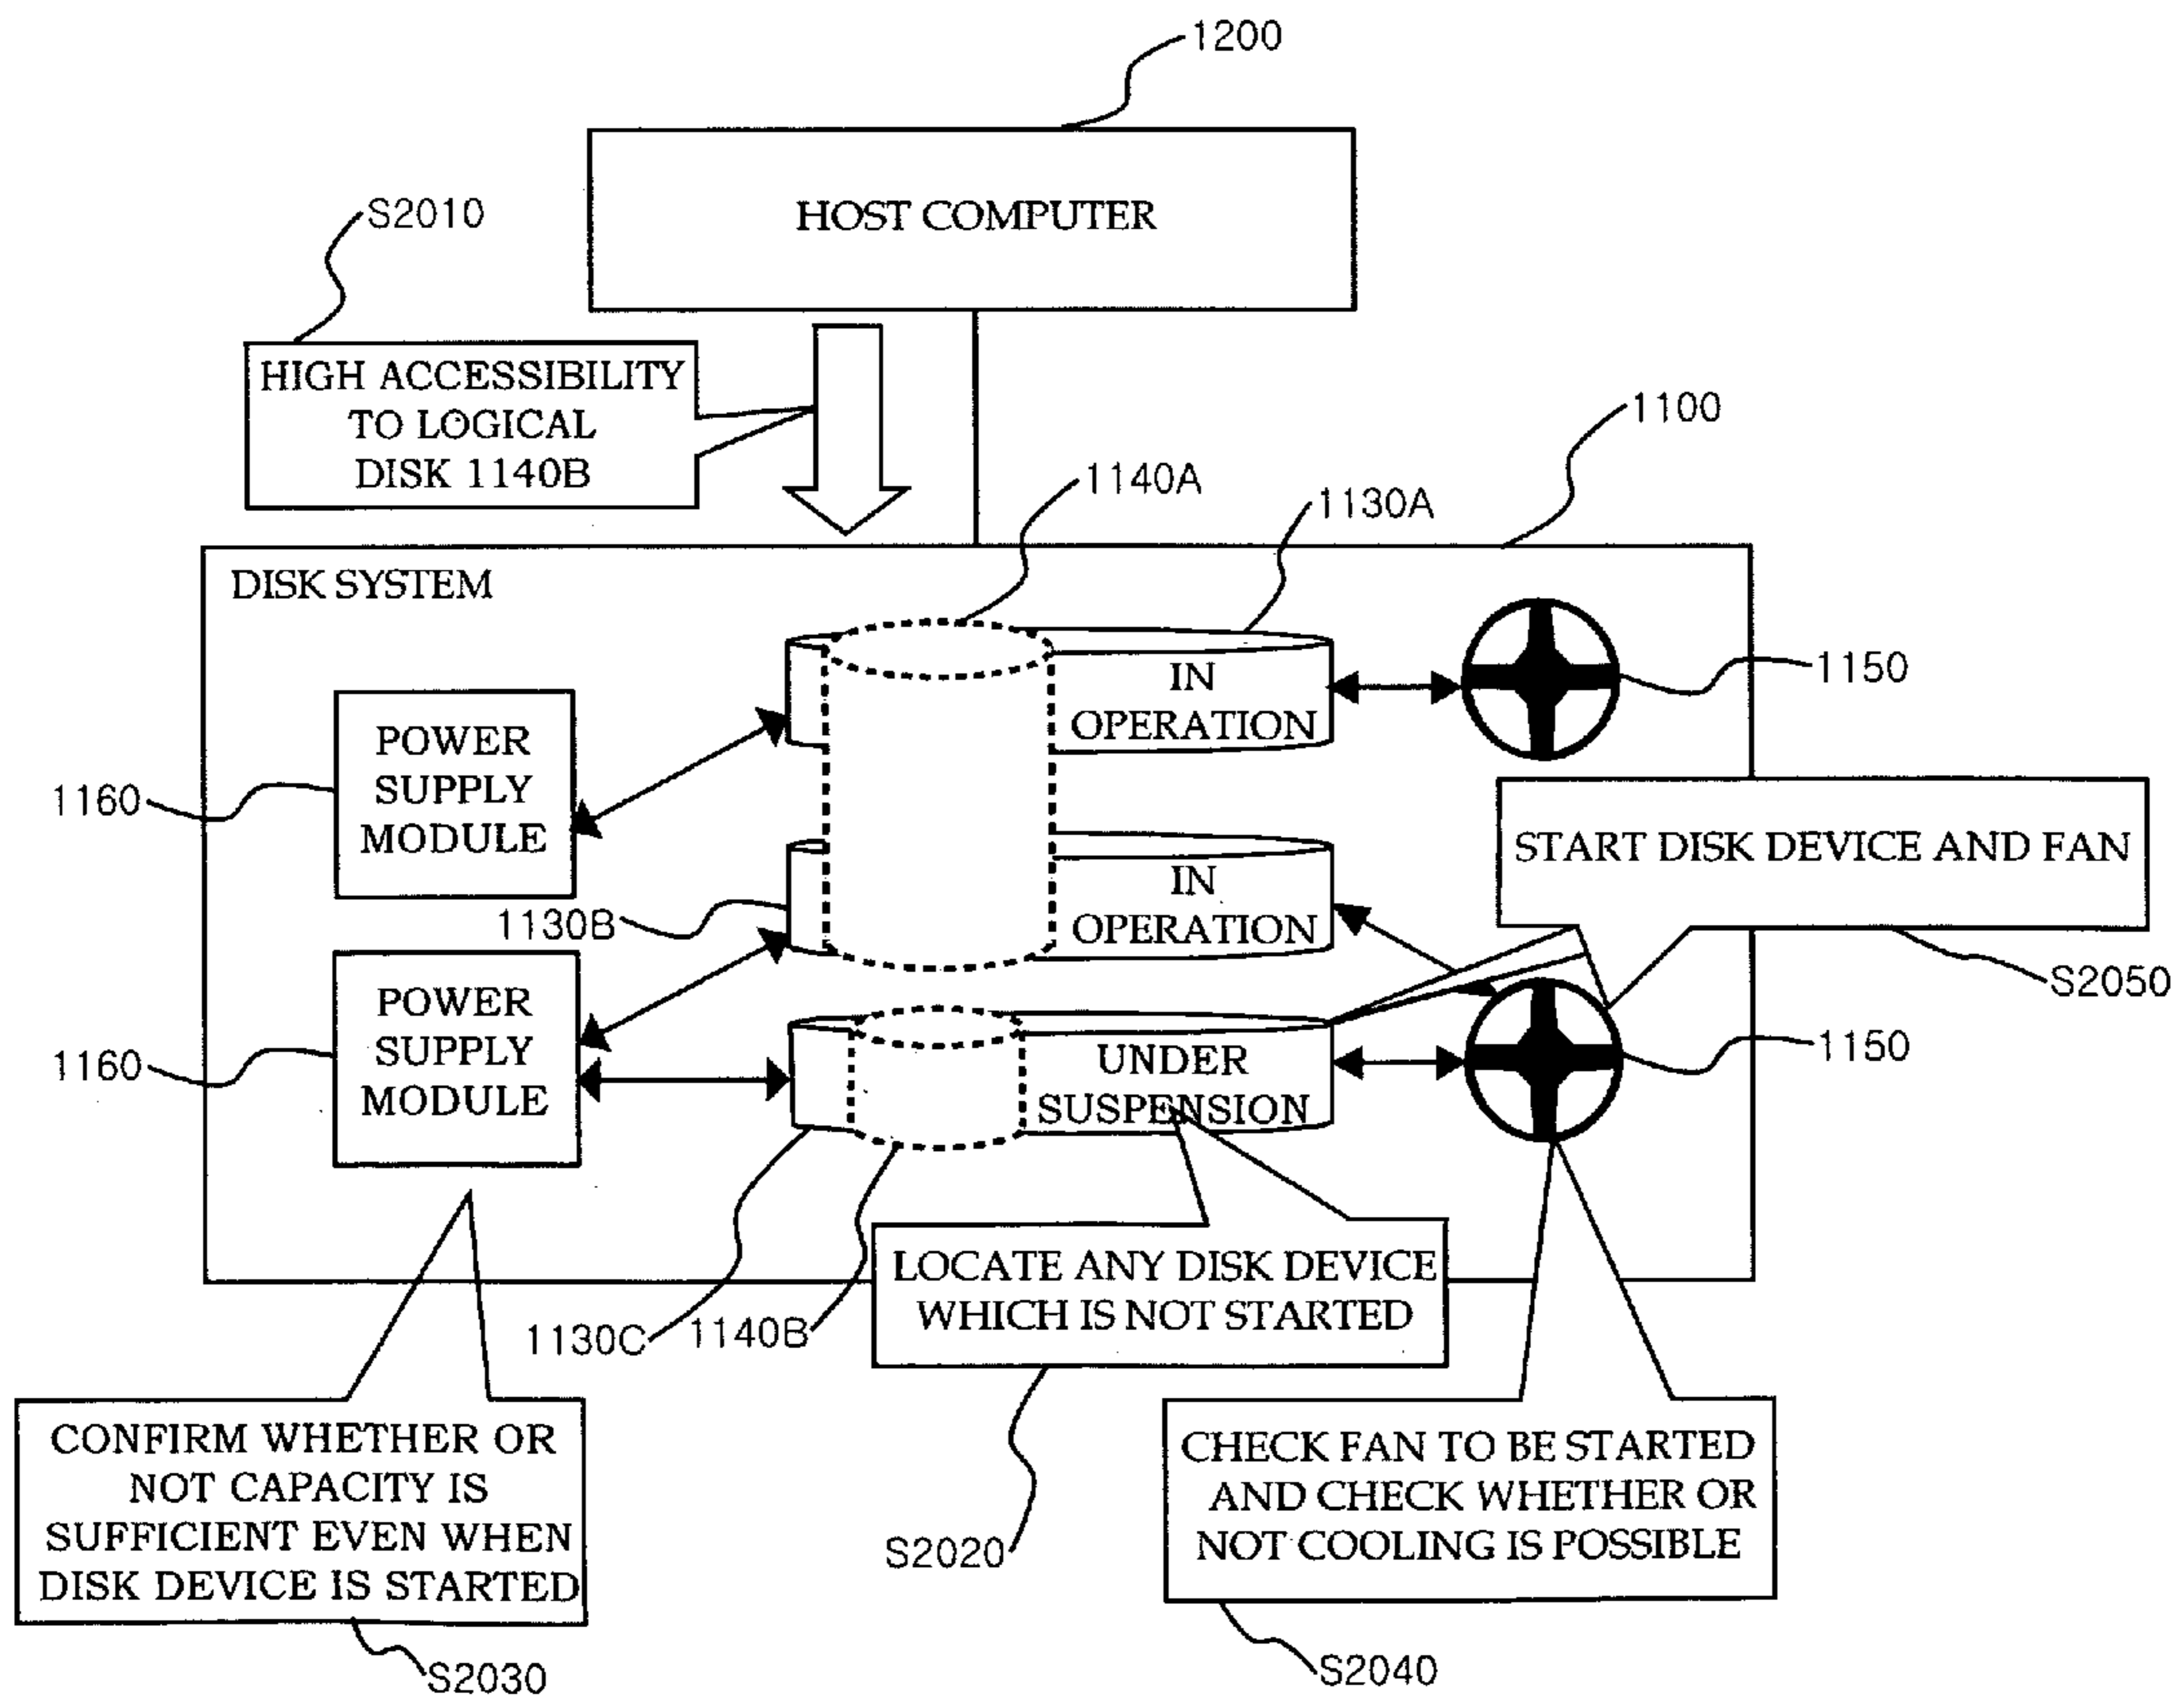 1200
HOST COMPUTER
S2010
HIGH ACCESSIBILITY
TO LOGICAL
DISK 1140B
1100
1140A
1130A
DISK SYSTEM
IN
OPERATION
1150
POWER
SUPPLY
MODULE
1160
START DISK DEVICE AND FAN
IN
OPERATION
1130B
S2050
POWER
SUPPLY
MODULE
1160
UNDER
SUSPENSION
1150
LOCATE ANY DISK DEVICE
WHICH IS NOT STARTED
1130C
1140B
CONFIRM WHETHER OR
NOT CAPACITY IS
SUFFICIENT EVEN WHEN
DISK DEVICE IS STARTED
CHECK FAN TO BE STARTED
AND CHECK WHETHER OR
NOT COOLING IS POSSIBLE
S2020
S2030
S2040